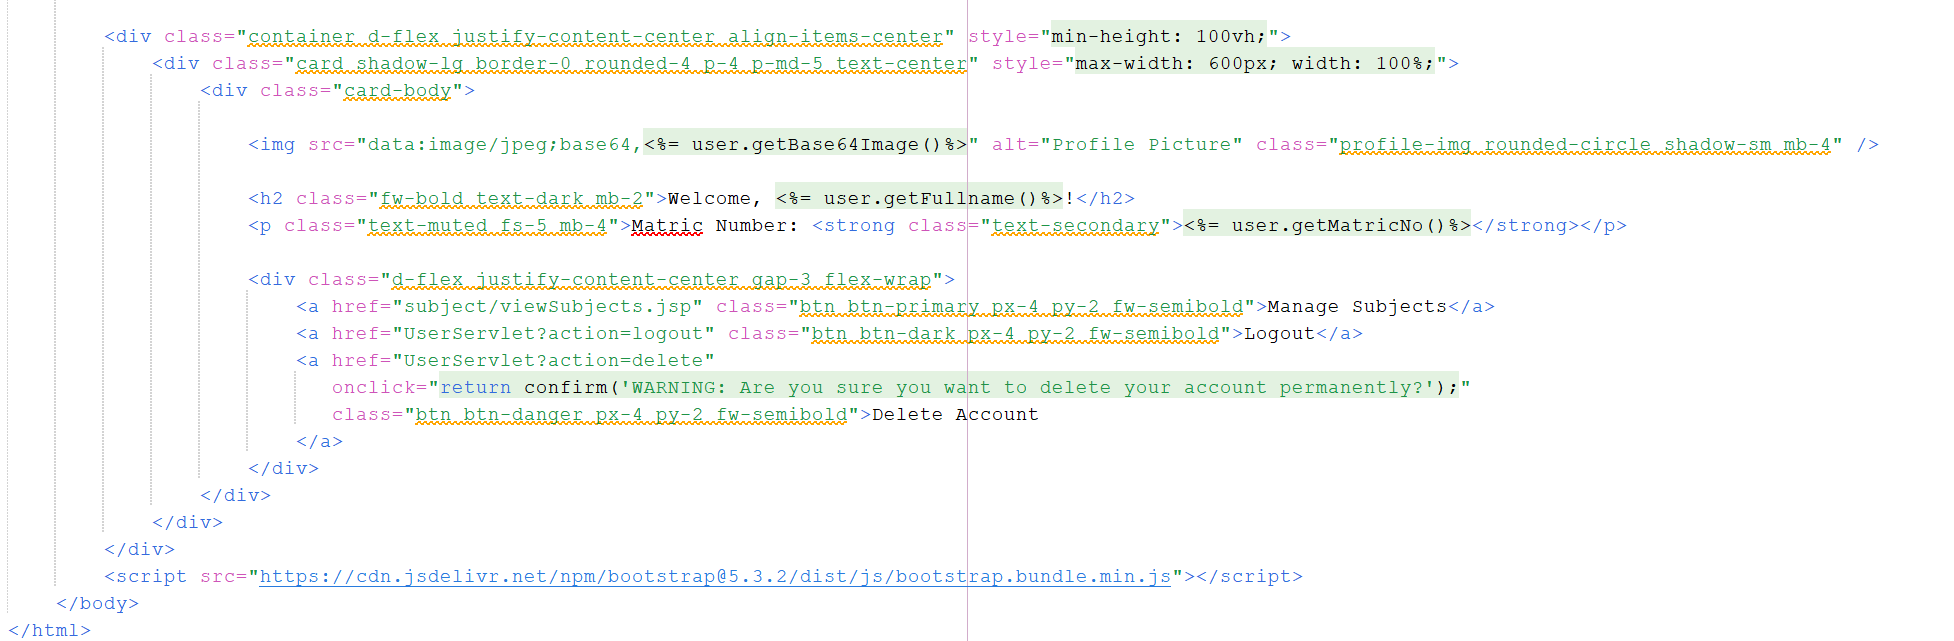 <div class="container d-flex justify-content-center align-items-center" style="min-height: 100vh;">
<div class="card shadow-lg border-0 rounded-4 p-4 p-md-5 text-center" style="max-width: 600px; width: 100%;">
<div class="card-body">
<img src="data:image/jpeg;base64,<%= user.getBase64Image()%>" alt="Profile Picture" class="profile-img rounded-circle shadow-sm mb-4" />
<h2 class="fw-bold text-dark mb-2">Welcome, <%= user.getFullname()%>!</h2>
<p class="text-muted fs-5 mb-4">Matric Number: <strong class="text-secondary"><%= user.getMatricNo()%></strong></p>
<div class="d-flex justify-content-center gap-3 flex-wrap">
<a href="subject/viewSubjects.jsp" class="btn btn-primary px-4 py-2 fw-semibold">Manage Subjects</a>
<a href="UserServlet?action=logout" class="btn btn-dark px-4 py-2 fw-semibold">Logout</a>
<a href="UserServlet?action=delete"
onclick="return confirm('WARNING: Are you sure you want to delete your account permanently?');"
class="btn btn-danger px-4 py-2 fw-semibold">Delete Account
</a>
</div>
</div>
</div>
</div>
<script src="https://cdn.jsdelivr.net/npm/bootstrap@5.3.2/dist/js/bootstrap.bundle.min.js"></script>
</body>
</html>